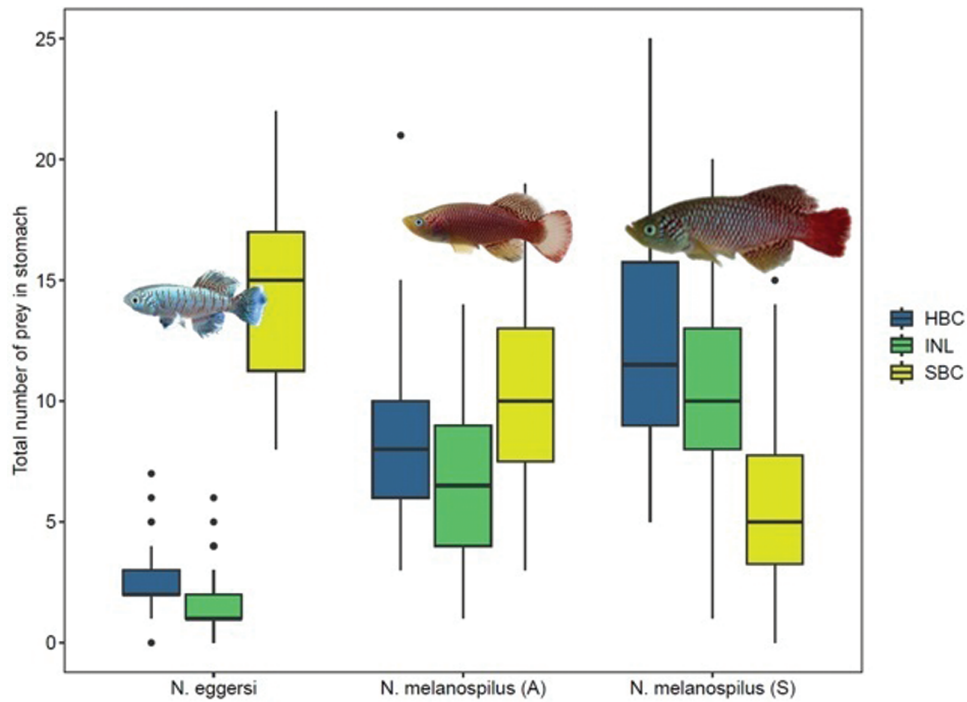 Total number of prey in stomach
25
20
15
10
5
0
N. eggersi
N. melanospilus (A)
N. melanospilus (S)
HBC
INL
SBC